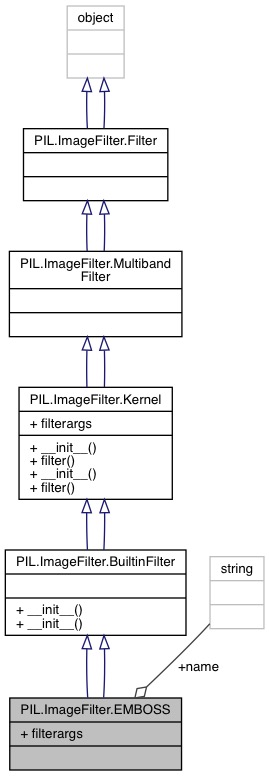 object
PIL.ImageFilter.Filter
PIL.ImageFilter.Multiband
Filter
PIL.ImageFilter.Kernel
+ filterargs
+ __init__()
+ filter()
+ __init__()
+ filter()
PIL.ImageFilter.BuiltinFilter
+ __init__()
+ __init__()
string
+name
PIL.ImageFilter.EMBOSS
+ filterargs